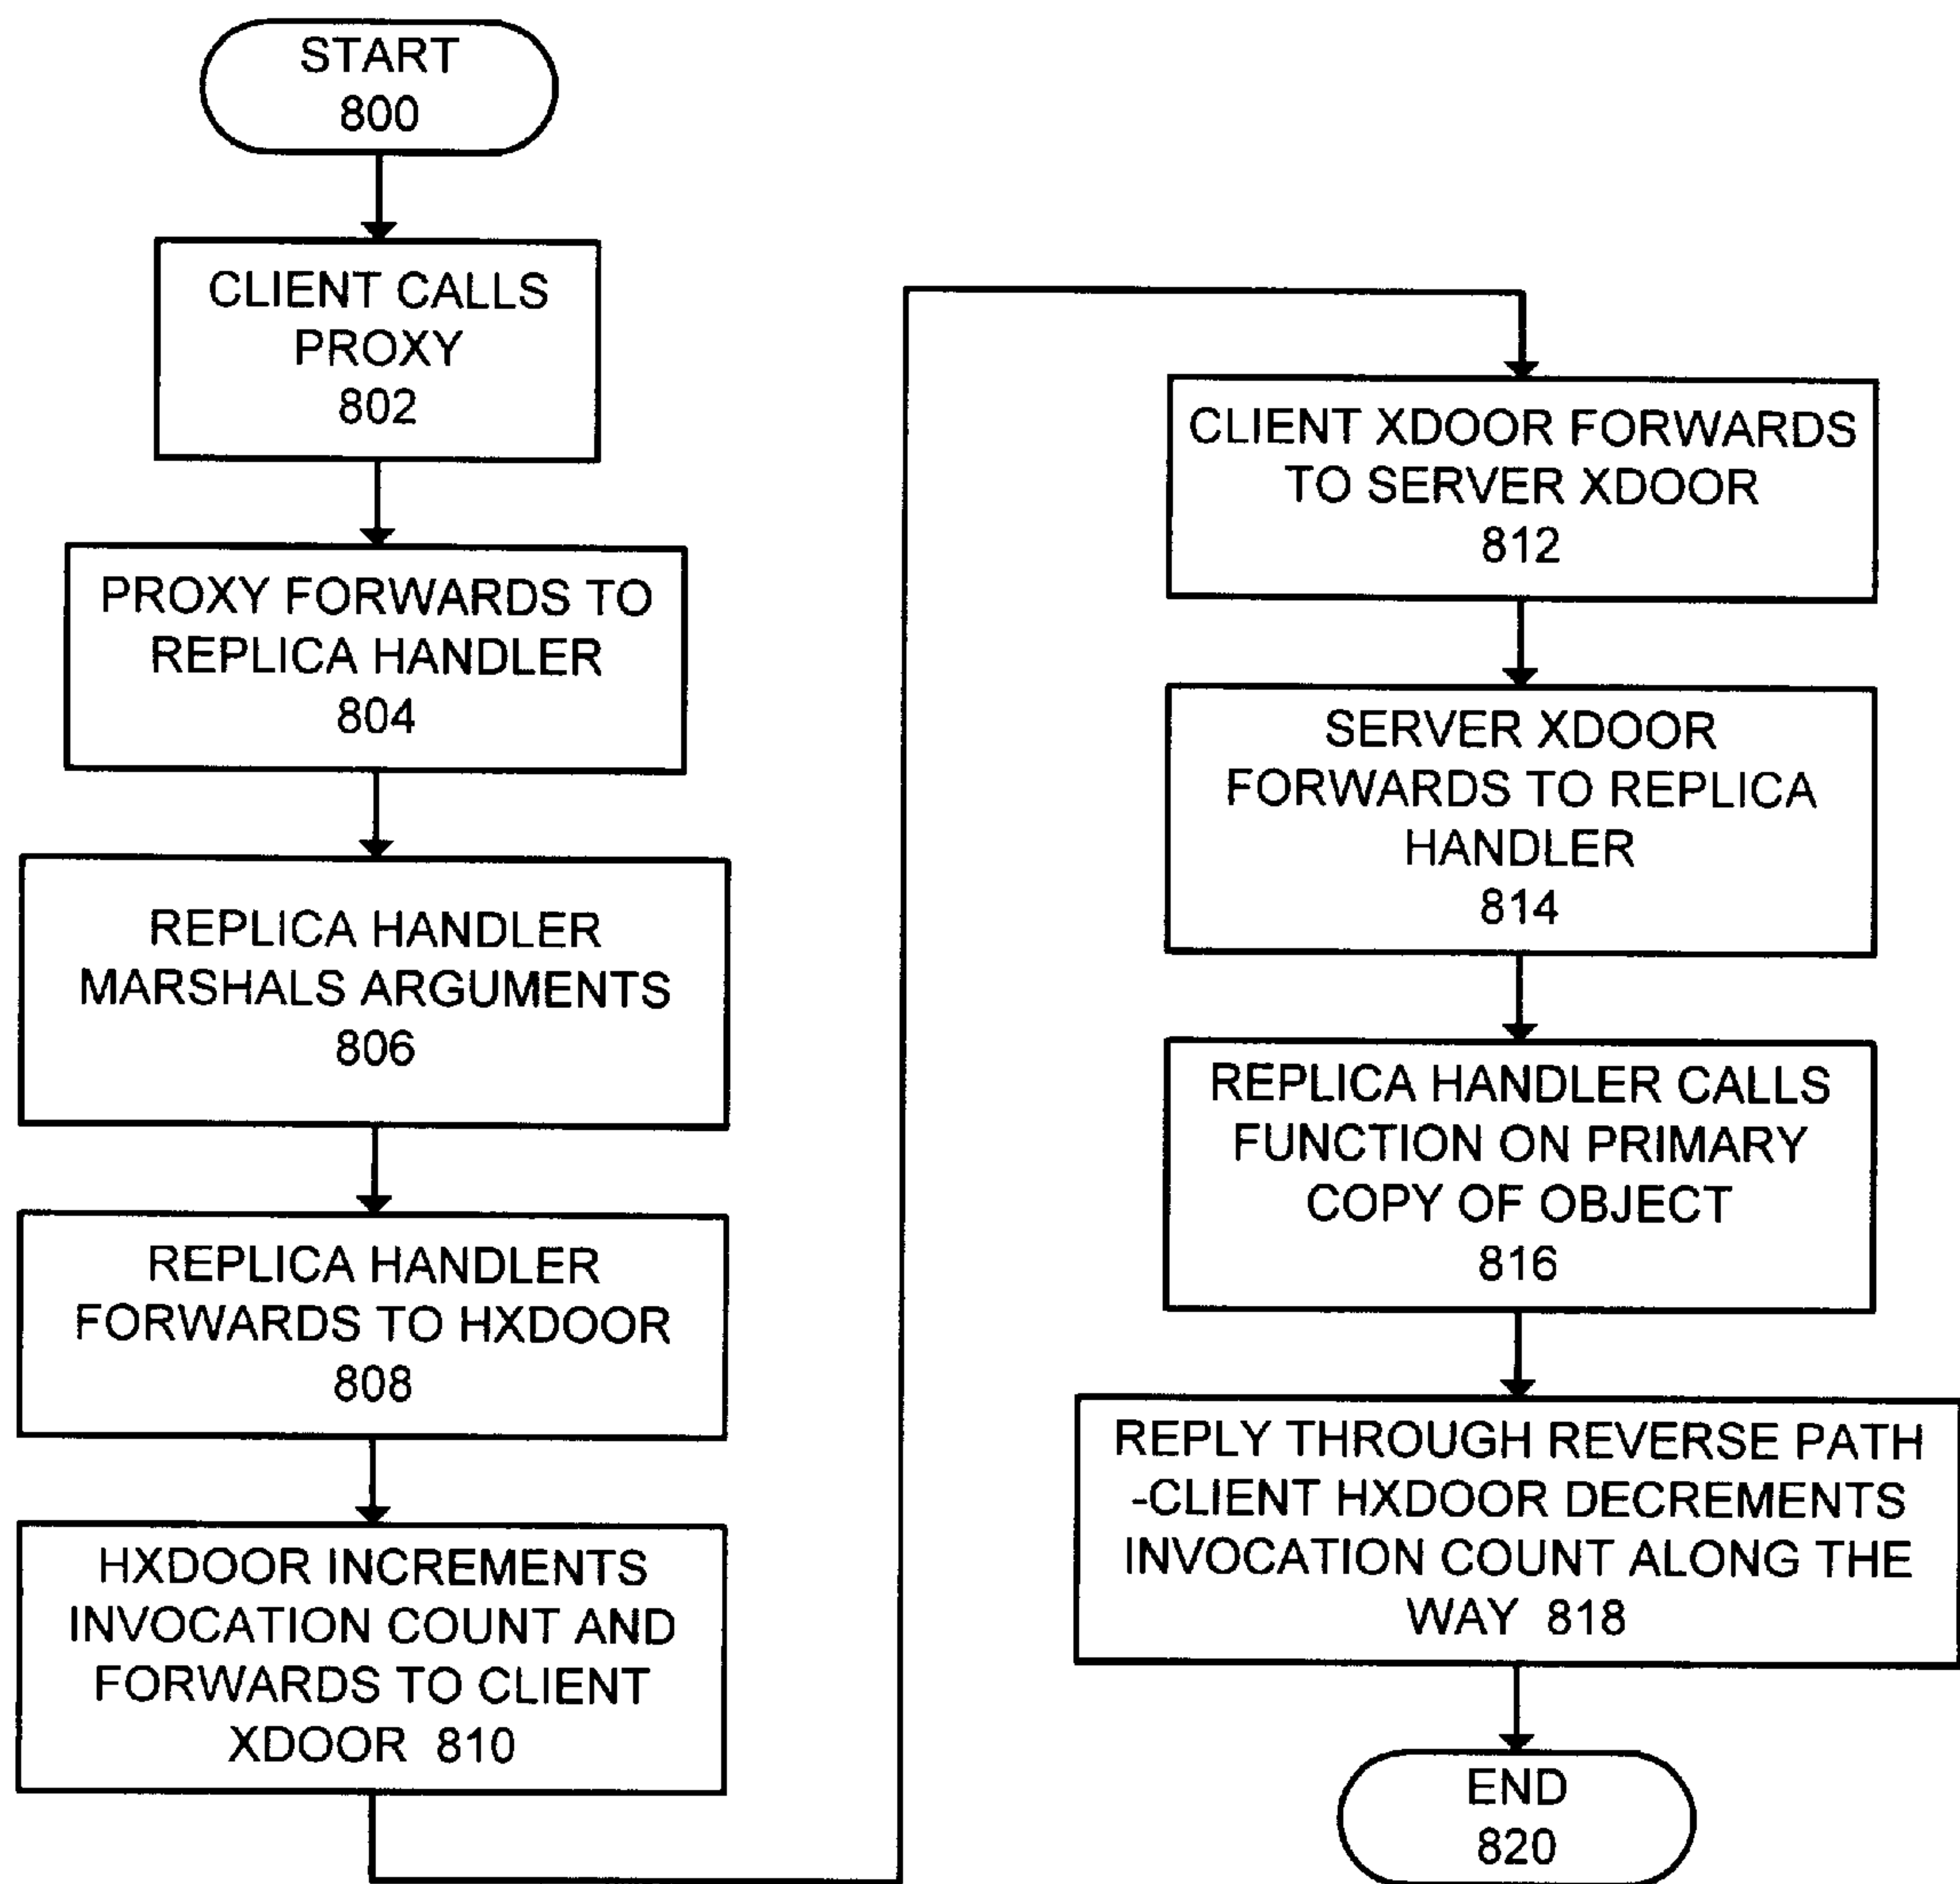 START
800
CLIENT CALLS
PROXY
802
PROXY FORWARDS TO
REPLICA HANDLER
804
REPLICA HANDLER
MARSHALS ARGUMENTS
806
REPLICA HANDLER
FORWARDS TO HXDOOR
808
HXDOOR INCREMENTS
INVOCATION COUNT AND
FORWARDS TO CLIENT
XDOOR 810
CLIENT XDOOR FORWARDS
TO SERVER XDOOR
812
SERVER XDOOR
FORWARDS TO REPLICA
HANDLER
814
REPLICA HANDLER CALLS
FUNCTION ON PRIMARY
COPY OF OBJECT
816
REPLY THROUGH REVERSE PATH
-CLIENT HXDOOR DECREMENTS
INVOCATION COUNT ALONG THE
WAY 818
END
820